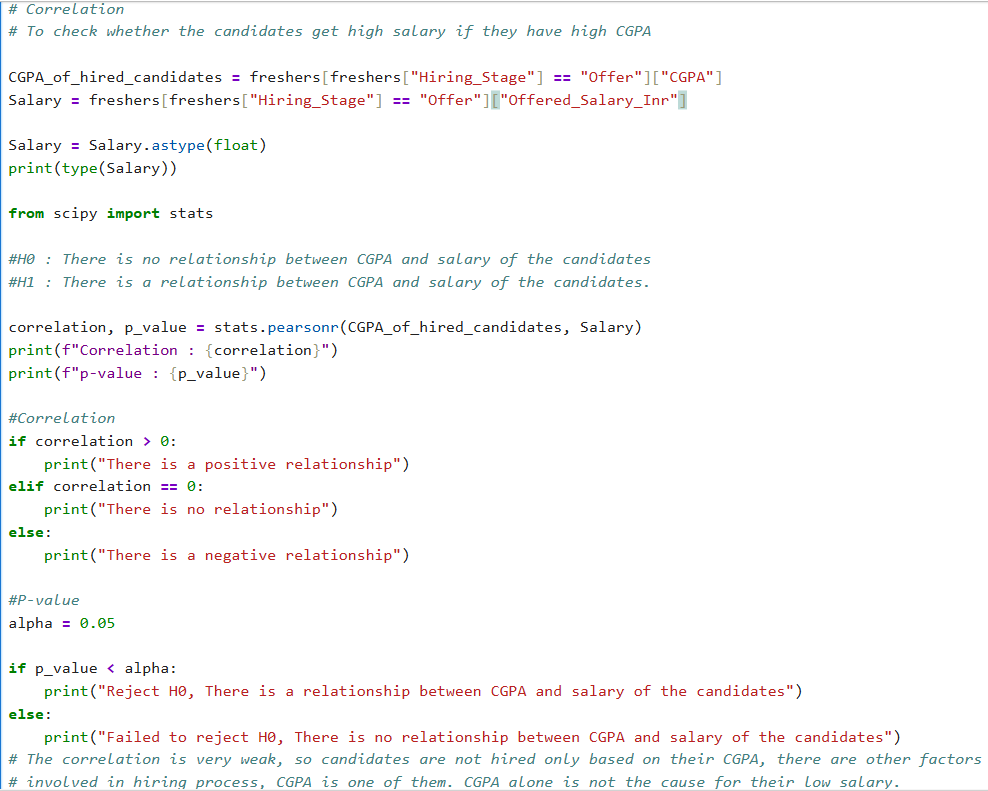 # Correlation
# To check whether the candidates get high salary if they have high CGPA
CGPA_of_hired_candidates = freshers[freshers["Hiring_Stage"] == "Offer"]["CGPA"]
Salary = freshers[freshers["Hiring_Stage"] == "Offer"]["Offered_Salary_Inr"]
Salary = Salary.astype(float)
print(type(Salary))
from scipy import stats
#H0 : There is no relationship between CGPA and salary of the candidates
#H1 : There is a relationship between CGPA and salary of the candidates.
correlation, p_value = stats.pearsonr(CGPA_of_hired_candidates, Salary)
print(f"Correlation : {correlation}")
print(f"p-value : {p_value}")
#Correlation
if correlation > 0:
    print("There is a positive relationship")
elif correlation == 0:
    print("There is no relationship")
else:
    print("There is a negative relationship")
#P-value
alpha = 0.05
if p_value < alpha:
    print("Reject H0, There is a relationship between CGPA and salary of the candidates")
else:
    print("Failed to reject H0, There is no relationship between CGPA and salary of the candidates")
# The correlation is very weak, so candidates are not hired only based on their CGPA, there are other factors
# involved in hiring process, CGPA is one of them. CGPA alone is not the cause for their low salary.